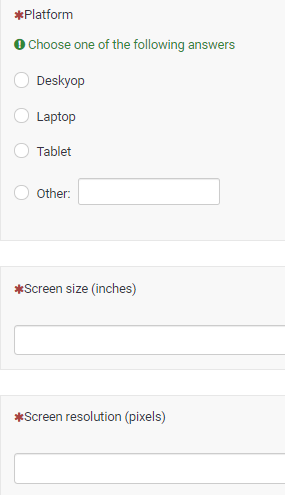 ✱Platform
Choose one of the following answers
Deskyop
Laptop
Tablet
Other:
✱Screen size (inches)
✱Screen resolution (pixels)